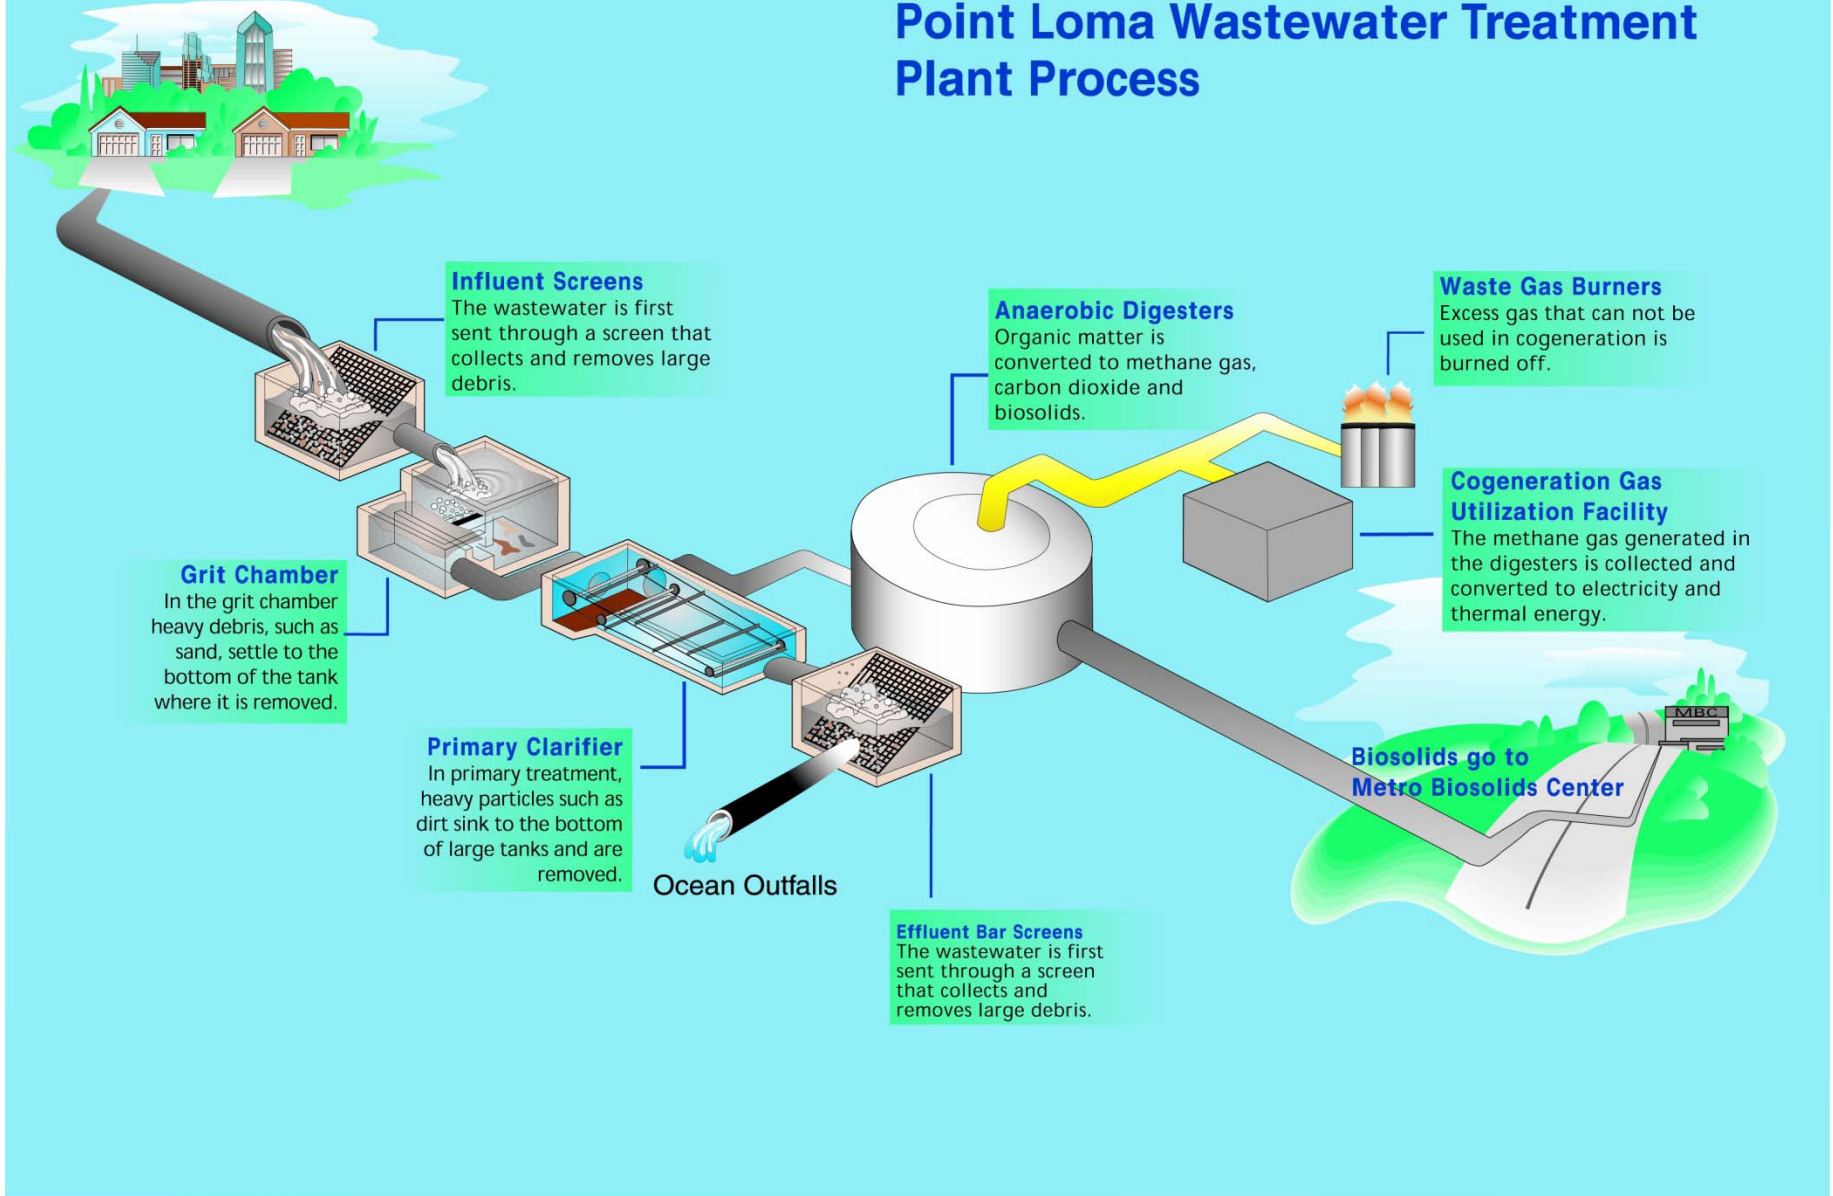 Point Loma Wastewater Treatment
Plant Process
Influent Screens
The wastewater is first
sent through a screen that
collects and removes large
debris.
Anaerobic Digesters
Organic matter is
converted to methane gas,
carbon dioxide and
biosolids.
Waste Gas Burners
Excess gas that can not be
used in cogeneration is
burned off.
Cogeneration Gas
Utilization Facility
The methane gas generated in
the digesters is collected and
converted to electricity and
thermal energy.
Grit Chamber
In the grit chamber
heavy debris, such as
sand, settle to the
bottom of the tank
where it is removed.
Primary Clarifier
In primary treatment,
heavy particles such as
dirt sink to the bottom
of large tanks and are
removed.
MBC
Biosolids go to
Metro Biosolids Center
Ocean Outfalls
Effluent Bar Screens
The wastewater is first
sent through a screen
that collects and
removes large debris.